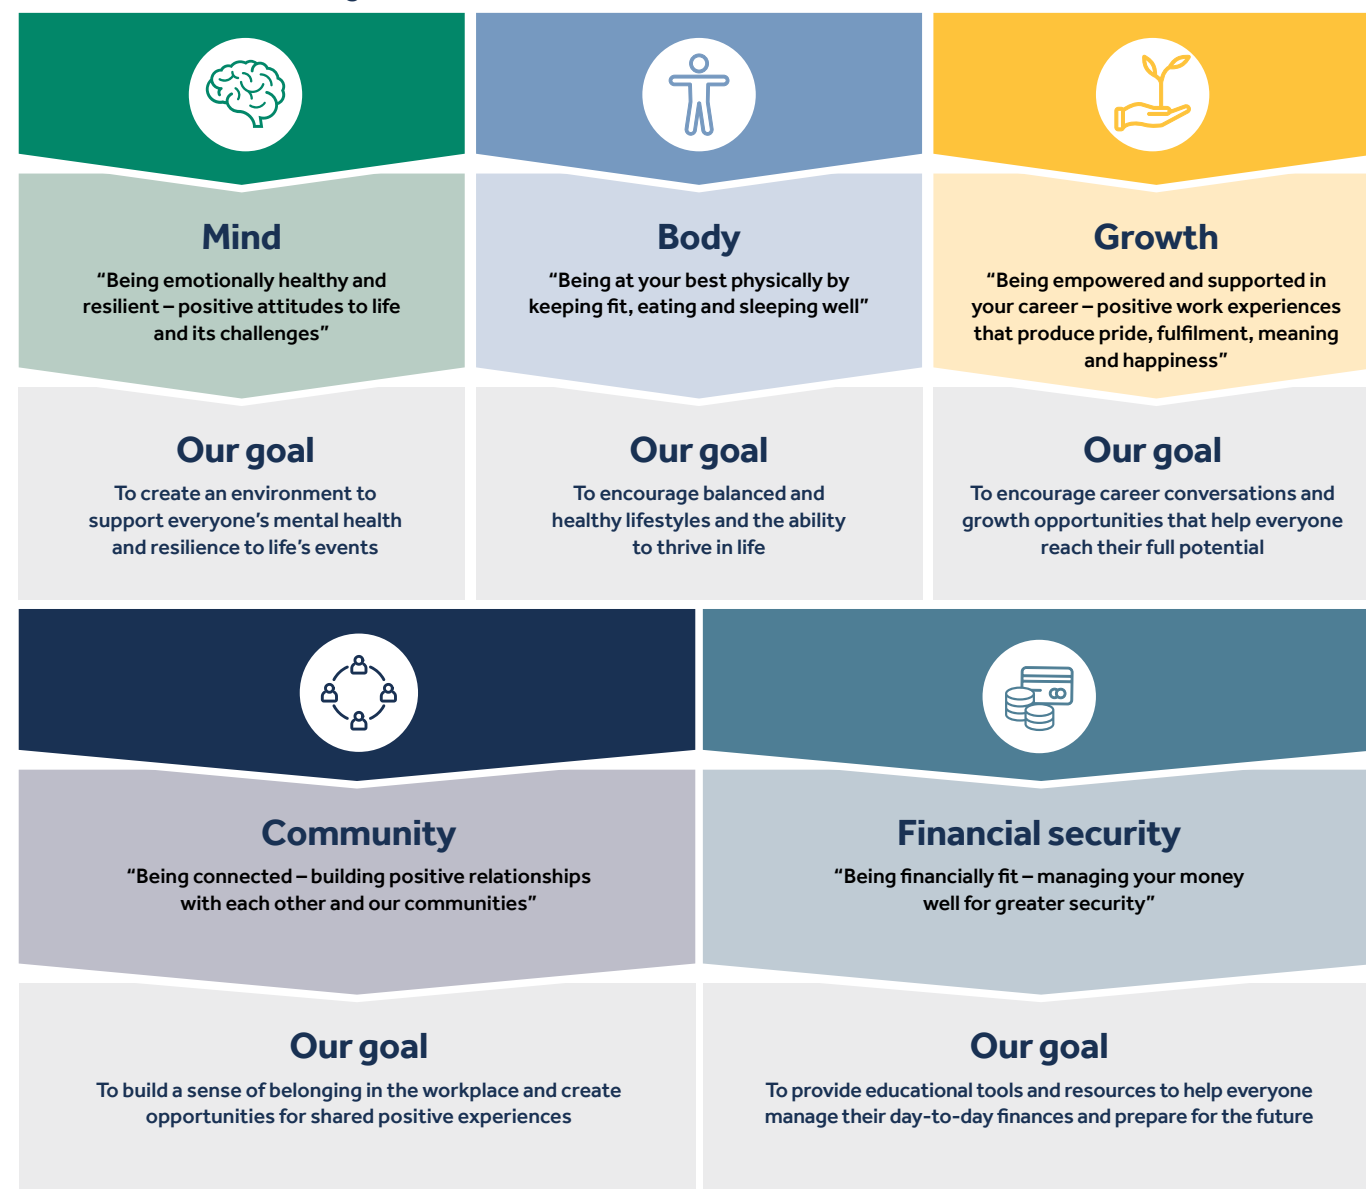 Mind
“Being emotionally healthy and
resilient – positive attitudes to life
and its challenges”
Our goal
To create an environment to
support everyone’s mental health
and resilience to life’s events
Body
“Being at your best physically by
keeping fit, eating and sleeping well”
Our goal
To encourage balanced and
healthy lifestyles and the ability
to thrive in life
Growth
“Being empowered and supported in
your career – positive work experiences
that produce pride, fulfilment, meaning
and happiness”
Our goal
To encourage career conversations and
growth opportunities that help everyone
reach their full potential
Community
“Being connected – building positive relationships
with each other and our communities”
Our goal
To build a sense of belonging in the workplace and create
opportunities for shared positive experiences
Financial security
“Being financially fit – managing your money
well for greater security”
Our goal
To provide educational tools and resources to help everyone
manage their day-to-day finances and prepare for the future